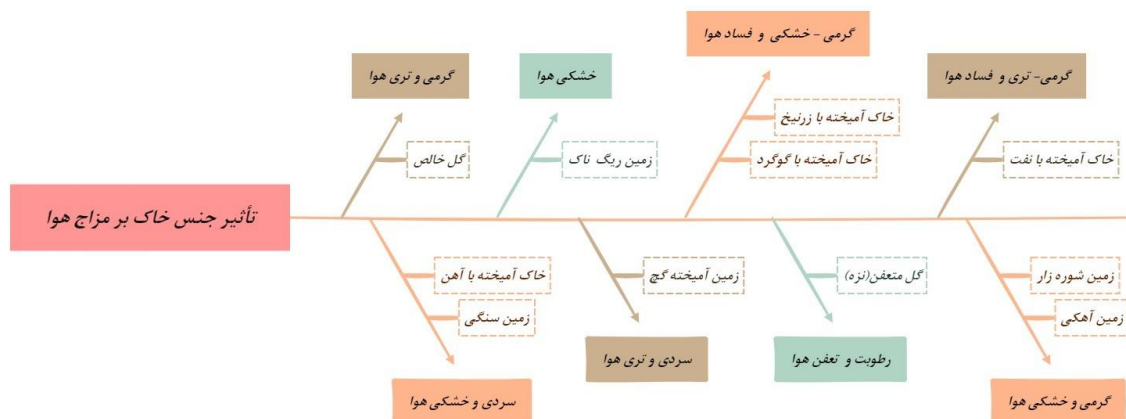 تأثیر جنس خاک بر مزاج هوا
گرمی - خشکی و فساد هوا
خاک آمیخته با زرنیخ
خاک آمیخته با گوگرد
گرمی- تری و فساد هوا
خاک آمیخته با نفت
خشکی هوا
زمین ریگ ناک
گرمی و تری هوا
گل خالص
خاک آمیخته با آهن
زمین سنگی
سردی و خشکی هوا
زمین آمیخته گچ
سردی و تری هوا
گل متعفن(نزه)
رطوبت و تعفن هوا
زمین شوره زار
زمین آهکی
گرمی و خشکی هوا